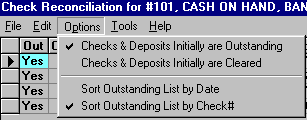 Check Reconciliation for #101, CASH ON HAND, BAN
File Edit Options Tools Help
Out C
Yes
Yes
Yes
Yes
✓ Checks & Deposits Initially are Outstanding
Checks & Deposits Initially are Cleared
Sort Outstanding List by Date
✓ Sort Outstanding List by Check#